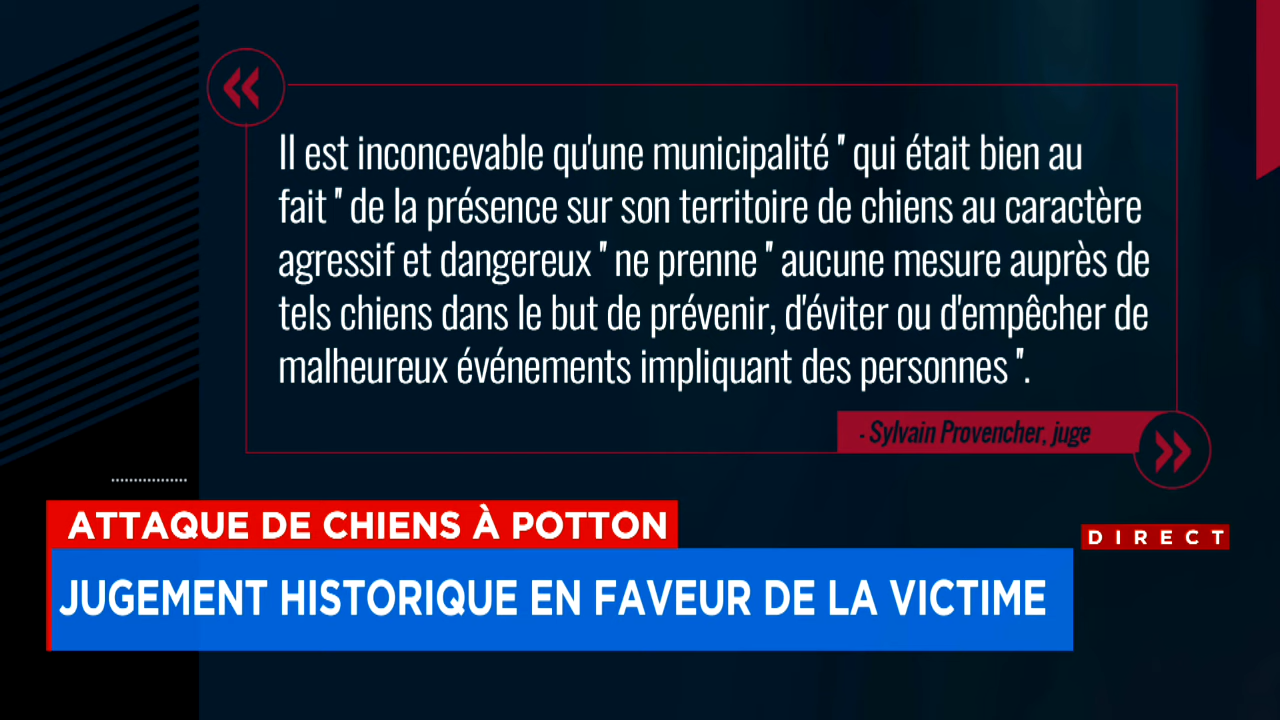 Il est inconcevable qu'une municipalité " qui était bien au
fait " de la présence sur son territoire de chiens au caractère
agressif et dangereux " ne prenne " aucune mesure auprès de
tels chiens dans le but de prévenir, d'éviter ou d'empêcher de
malheureux événements impliquant des personnes ".
- Sylvain Provencher, juge
ATTAQUE DE CHIENS À POTTON
DIRECT
JUGEMENT HISTORIQUE EN FAVEUR DE LA VICTIME